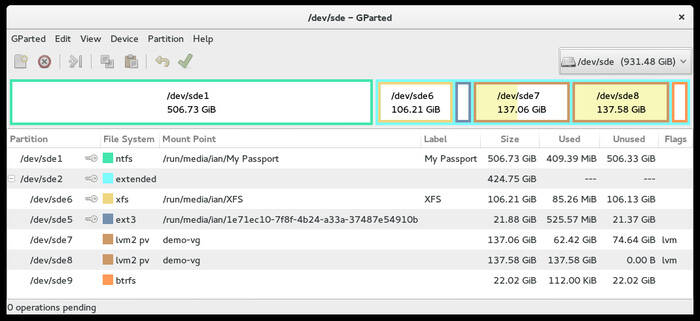 /dev/sde – GParted
GParted Edit View Device Partition Help
/dev/sde (931.48 GiB)
/dev/sde1
506.73 GiB
/dev/sde6
106.21 GiB
/dev/sde7
137.06 GiB
/dev/sde8
137.58 GiB
Partition File System Mount Point Label Size Used Unused Flags
/dev/sde1 ntfs /run/media/ian/My Passport My Passport 506.73 GiB 409.39 MiB 506.33 GiB
/dev/sde2 extended 424.75 GiB --- ---
/dev/sde6 xfs /run/media/ian/XFS XFS 106.21 GiB 85.26 MiB 106.13 GiB
/dev/sde5 ext3 /run/media/ian/1e71ec10-7f8f-4b24-a33a-37487e54910b 21.88 GiB 525.57 MiB 21.37 GiB
/dev/sde7 lvm2 pv demo-vg 137.06 GiB 62.42 GiB 74.64 GiB lvm
/dev/sde8 lvm2 pv demo-vg 137.58 GiB 137.58 GiB 0.00 B lvm
/dev/sde9 btrfs 22.02 GiB 112.00 KiB 22.02 GiB
0 operations pending